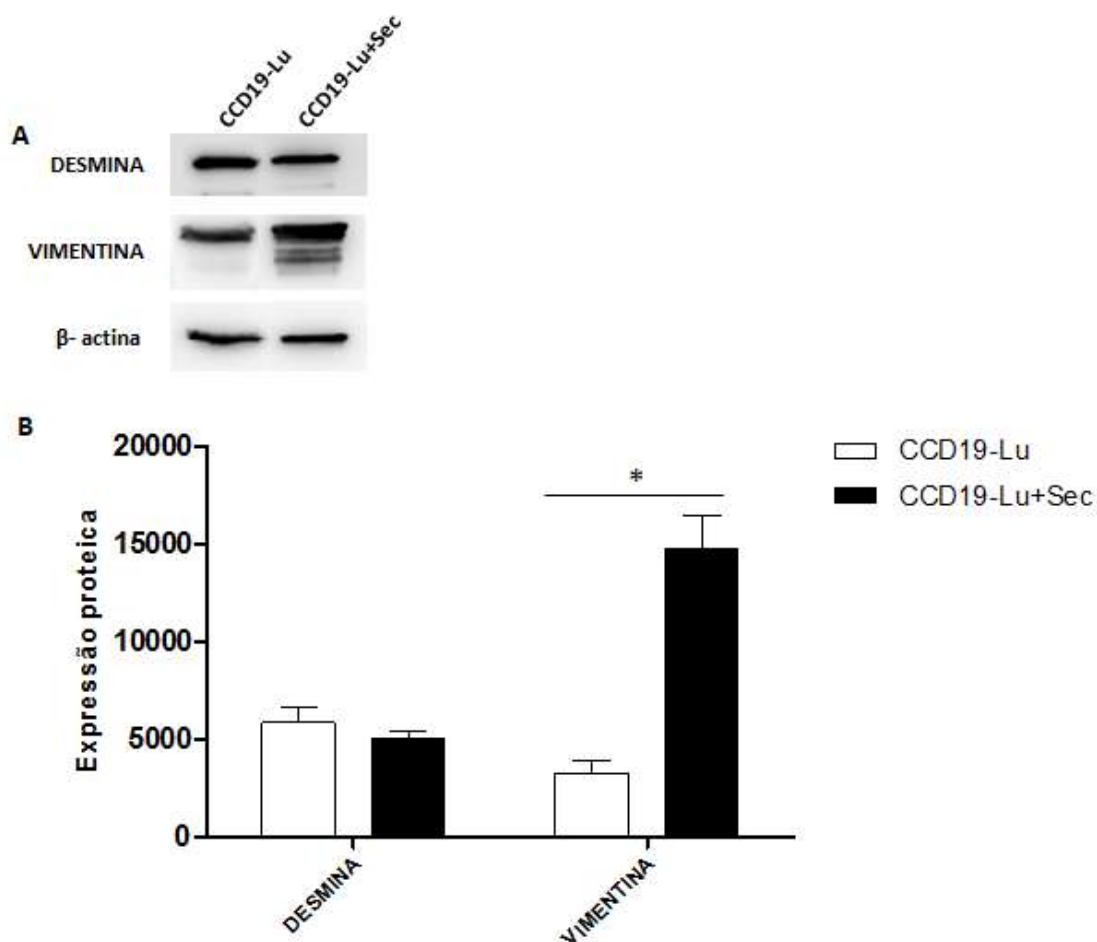 CCD19-Lu
CCD19-Lu+Sec
A
DESMINA
VIMENTINA
β- actina
B
20000
15000
10000
5000
0
Expressão proteica
*
CCD19-Lu
CCD19-Lu+Sec
DESMINA
VIMENTINA